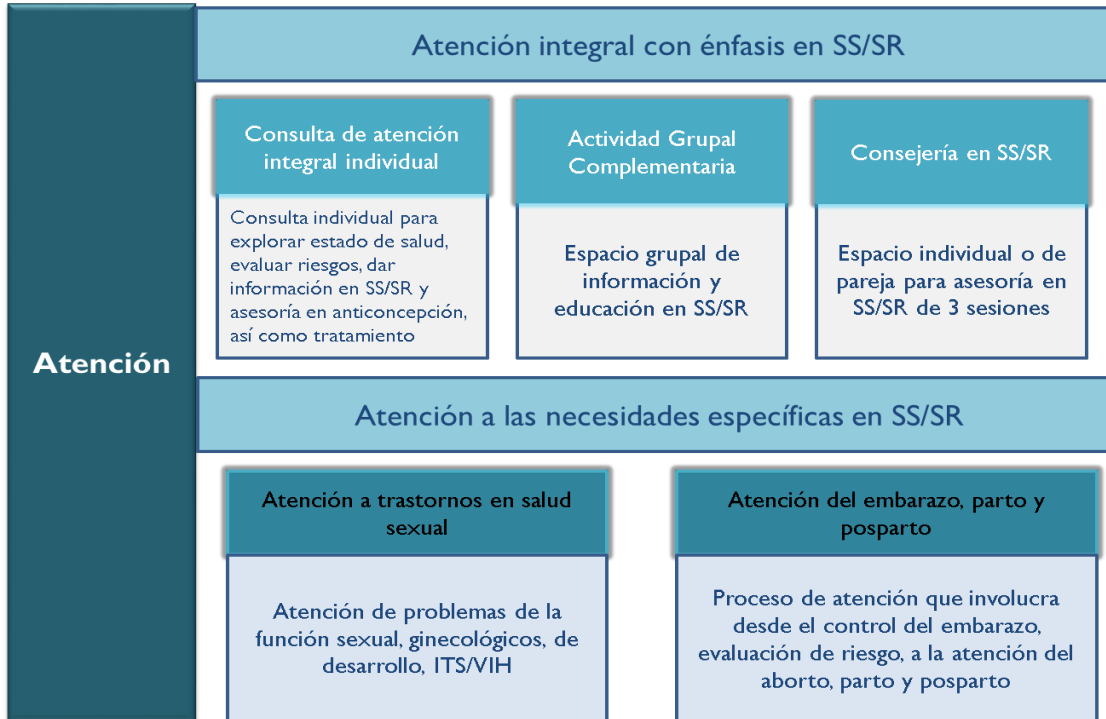 Atención
Atención integral con énfasis en SS/SR
Consulta de atención
integral individual
Consulta individual para
explorar estado de salud,
evaluar riesgos, dar
información en SS/SR y
asesoría en anticoncepción,
así como tratamiento
Actividad Grupal
Complementaria
Espacio grupal de
información y
educación en SS/SR
Consejería en SS/SR
Espacio individual o de
pareja para asesoría en
SS/SR de 3 sesiones
Atención a las necesidades específicas en SS/SR
Atención a trastornos en salud
sexual
Atención de problemas de la
función sexual, ginecológicos, de
desarrollo, ITS/VIH
Atención del embarazo, parto y
posparto
Proceso de atención que involucra
desde el control del embarazo,
evaluación de riesgo, a la atención del
aborto, parto y posparto